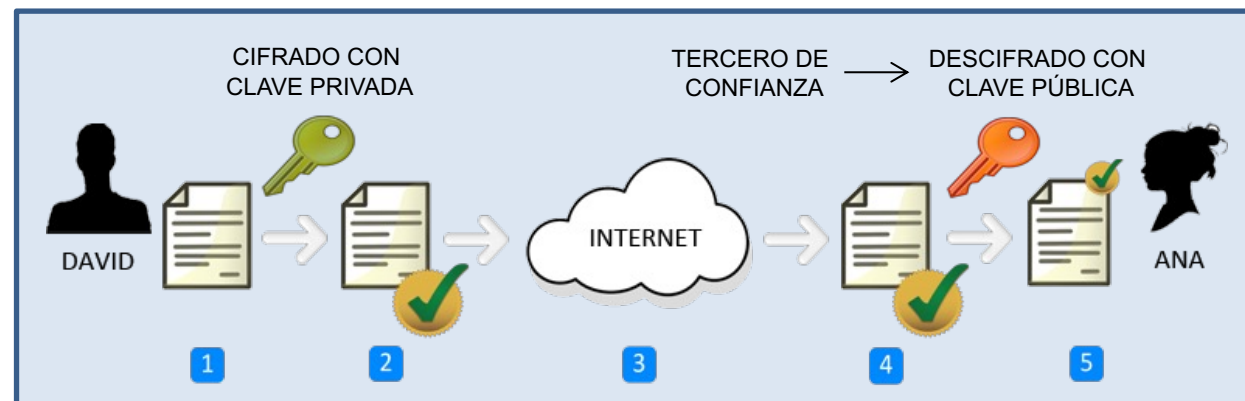 CIFRADO CON
CLAVE PRIVADA
TERCERO DE
CONFIANZA
DESCIFRADO CON
CLAVE PÚBLICA
DAVID
INTERNET
ANA
1
2
3
4
5